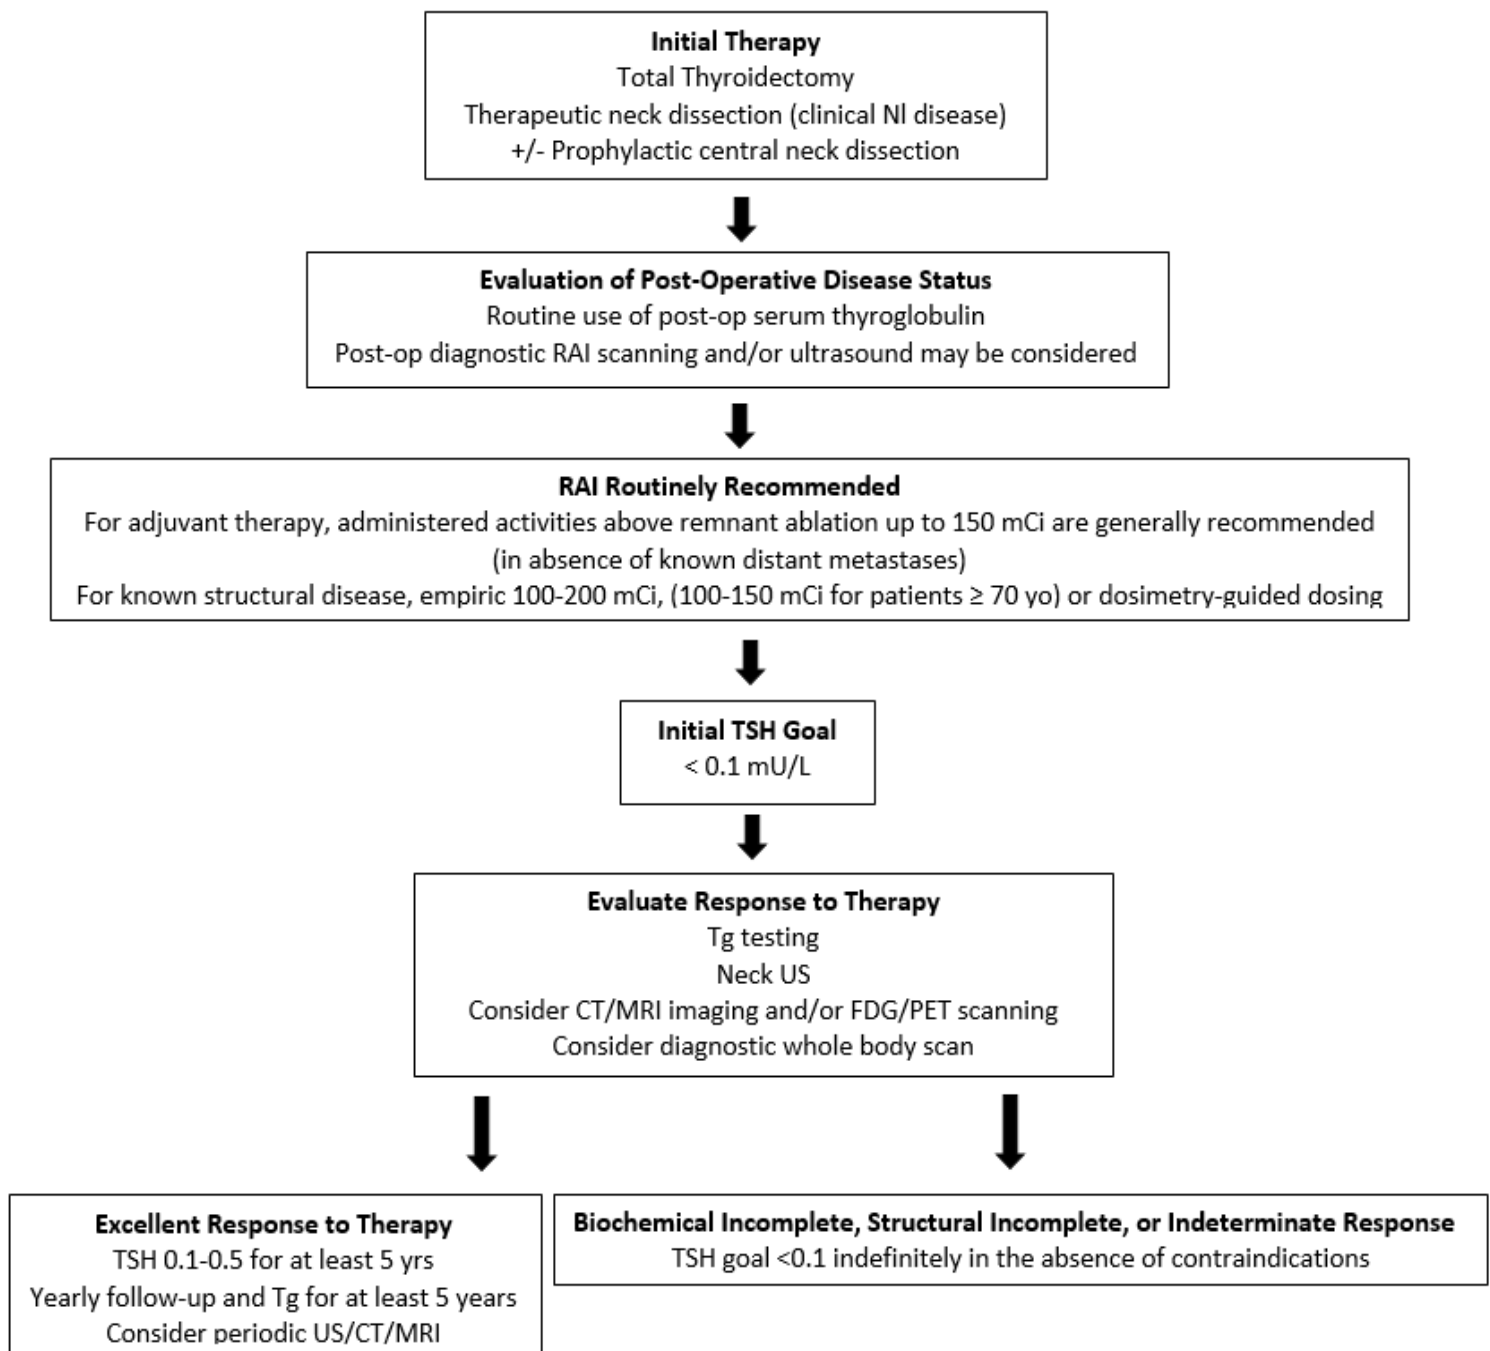 Initial Therapy
Total Thyroidectomy
Therapeutic neck dissection (clinical Nl disease)
+/- Prophylactic central neck dissection
Evaluation of Post-Operative Disease Status
Routine use of post-op serum thyroglobulin
Post-op diagnostic RAI scanning and/or ultrasound may be considered
RAI Routinely Recommended
For adjuvant therapy, administered activities above remnant ablation up to 150 mCi are generally recommended
(in absence of known distant metastases)
For known structural disease, empiric 100-200 mCi, (100-150 mCi for patients ≥ 70 yo) or dosimetry-guided dosing
Initial TSH Goal
< 0.1 mU/L
Evaluate Response to Therapy
Tg testing
Neck US
Consider CT/MRI imaging and/or FDG/PET scanning
Consider diagnostic whole body scan
Excellent Response to Therapy
TSH 0.1-0.5 for at least 5 yrs
Yearly follow-up and Tg for at least 5 years
Consider periodic US/CT/MRI
Biochemical Incomplete, Structural Incomplete, or Indeterminate Response
TSH goal <0.1 indefinitely in the absence of contraindications